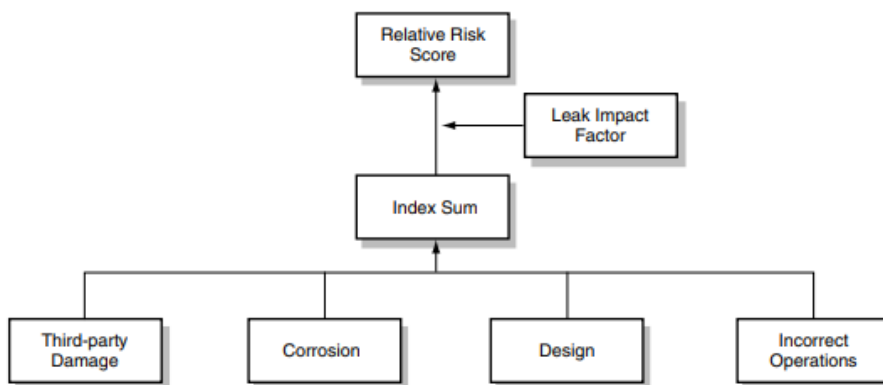 Relative Risk
Score
Leak Impact
Factor
Index Sum
Third-party
Damage
Corrosion
Design
Incorrect
Operations